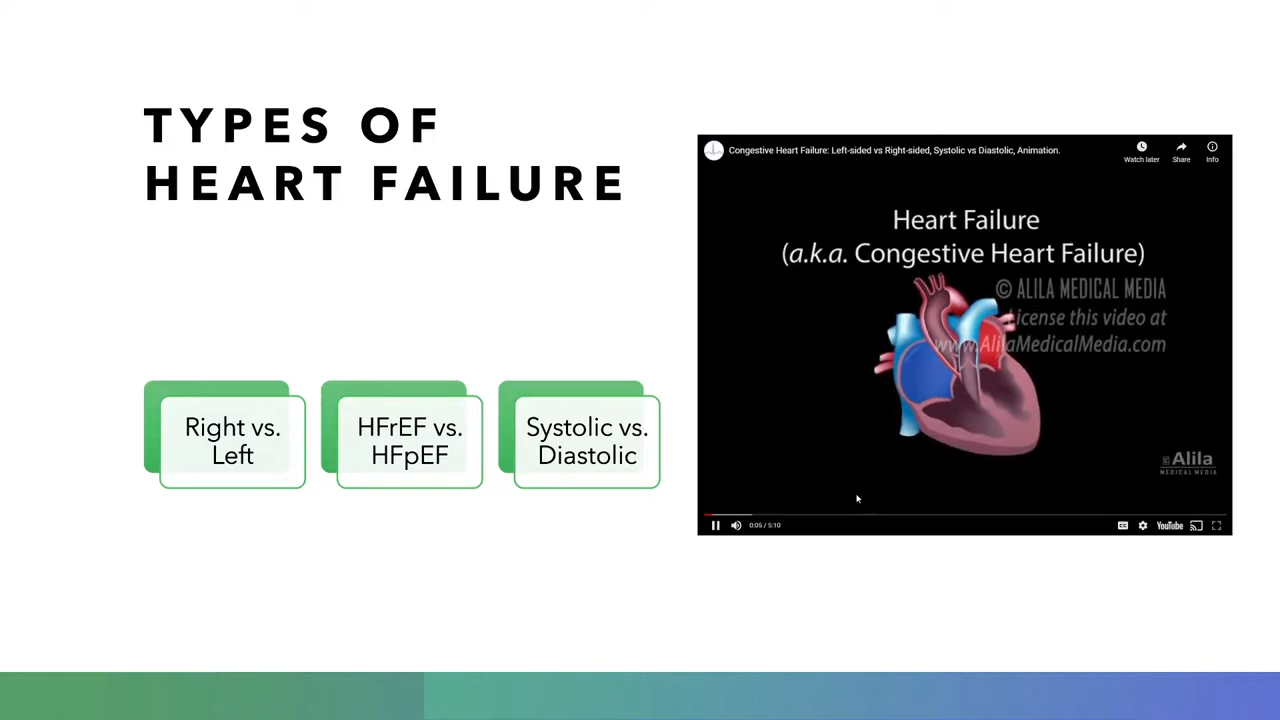 TYPES OF
HEART FAILURE
Right vs.
Left
HFrEF vs.
HFpEF
Systolic vs.
Diastolic
Congestive Heart Failure: Left-sided vs Right-sided, Systolic vs Diastolic, Animation.
Watch later
Share
Info
Heart Failure
(a.k.a. Congestive Heart Failure)
© ALILA MEDICAL MEDIA
License this video at
www.AlilaMedicalMedia.com
Alila
MEDICAL MEDIA
0:05 / 5:10
CC
YouTube